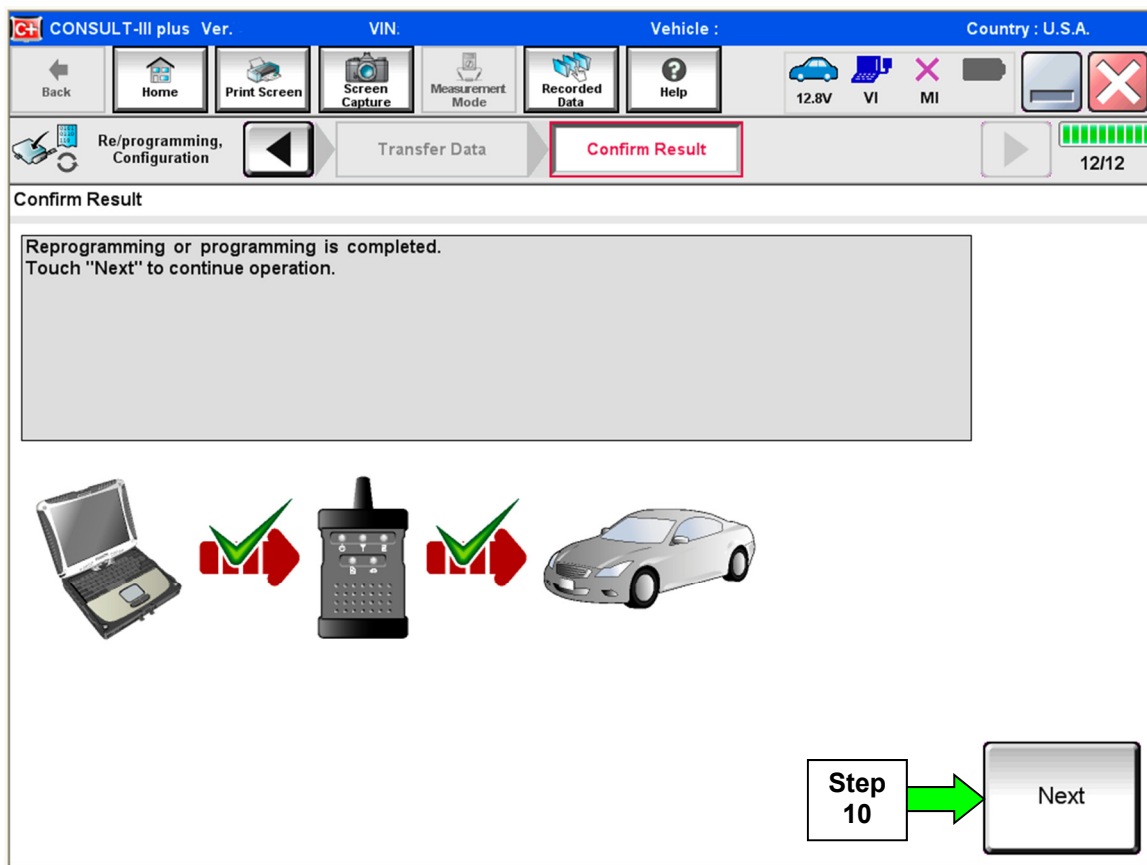 C+ CONSULT-III plus Ver. VIN: Vehicle : Country : U.S.A.
Back
Home
Print Screen
Screen
Capture
Measurement
Mode
Recorded
Data
?
Help
12.8V
VI
MI
Re/programming,
Configuration
Transfer Data
Confirm Result
12/12
Confirm Result
Reprogramming or programming is completed.
Touch "Next" to continue operation.
Step
10
Next